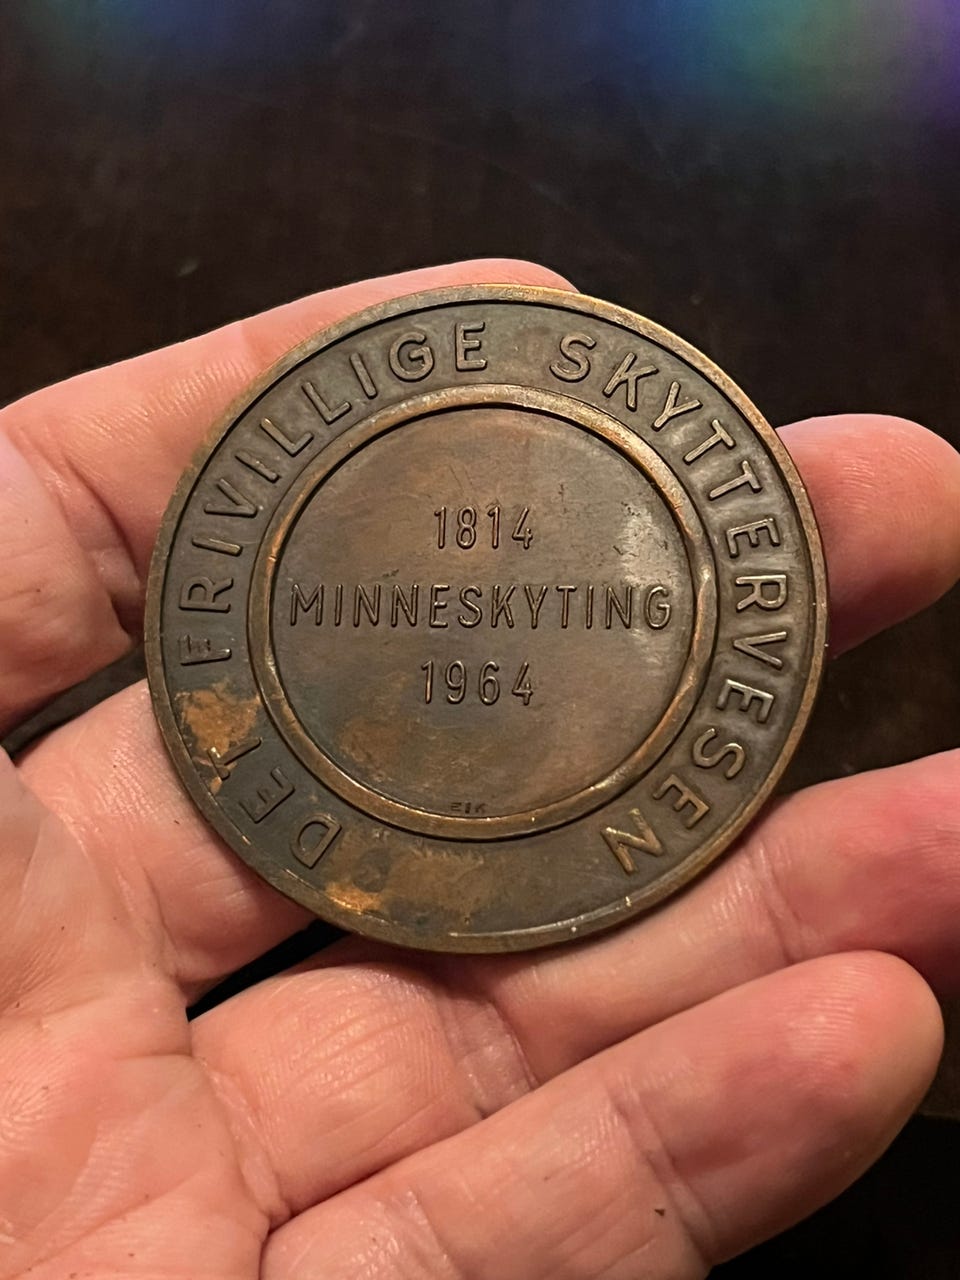 DET FRIVILLIGE SKYTTERVESEN
1814
MINNESKYTING
1964
EIK